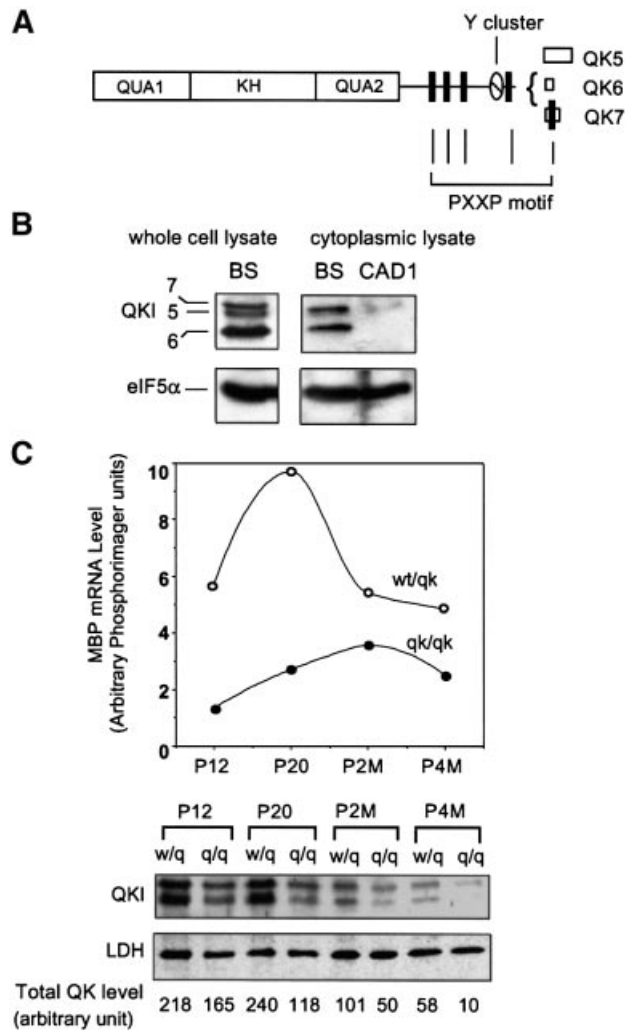 A
Y cluster
QUA1 KH QUA2
QK5
QK6
QK7
PXXP motif
B
whole cell lysate cytoplasmic lysate
BS BS CAD1
7
QKI 5
6
eIF5α
C
MBP mRNA Level
(Arbitrary Phosphorimager units)
10
8
6
4
2
0
wt/qk
qk/qk
P12 P20 P2M P4M
P12 P20 P2M P4M
w/q q/q w/q q/q w/q q/q w/q q/q
QKI
LDH
Total QK level 218 165 240 118 101 50 58 10
(arbitrary unit)